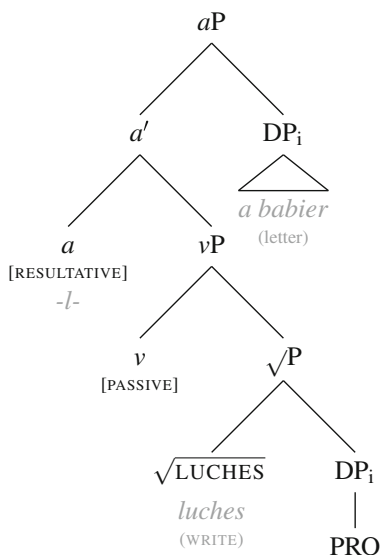 aP
a′ DPᵢ
a babier
(letter)
a vP
[RESULTATIVE]
-l-
v √P
[PASSIVE]
√LUCHES DPᵢ
luches
(WRITE)
PRO